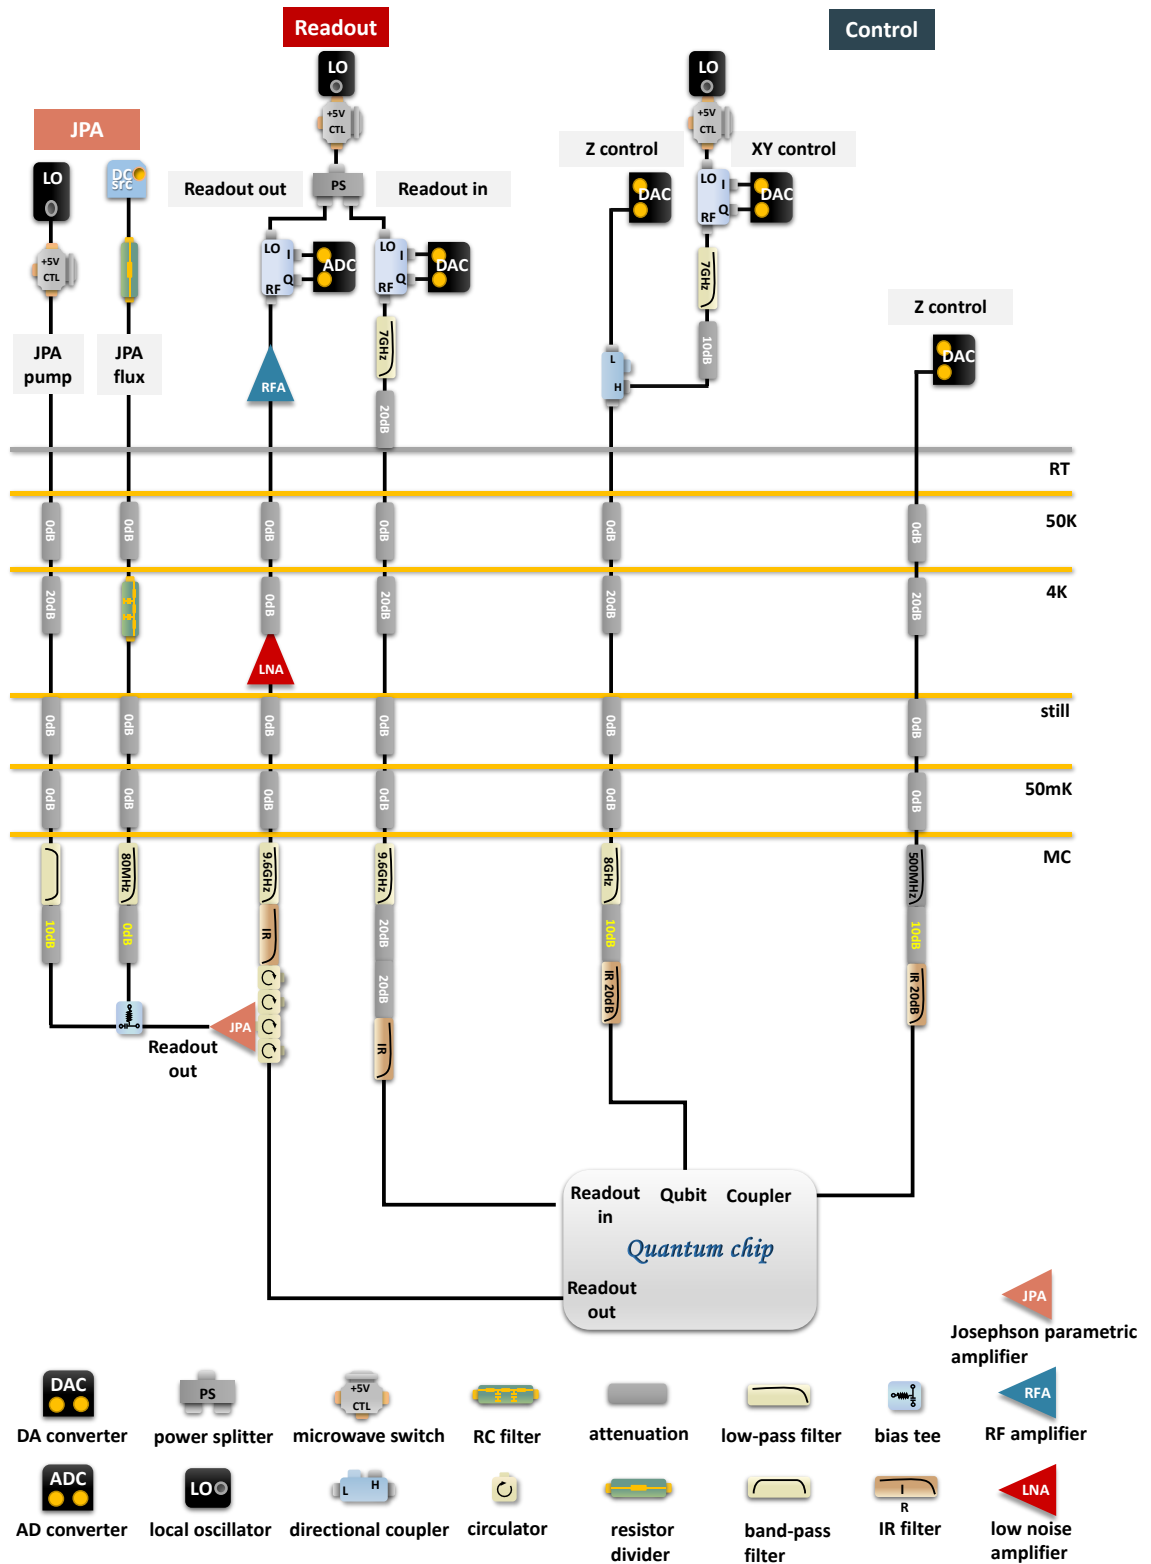 Readout
Control
LO
LO
+5V
CTL
+5V
CTL
JPA
Z control
XY control
LO
DC
src
Readout out
PS
Readout in
DAC
LO
I
Q
RF
DAC
+5V
CTL
LO
I
Q
RF
ADC
LO
I
Q
RF
DAC
7GHz
Z control
JPA
pump
JPA
flux
RFA
7GHz
10dB
L
H
DAC
20dB
RT
0dB
0dB
0dB
0dB
0dB
0dB
50K
20dB
0dB
20dB
20dB
20dB
4K
LNA
0dB
0dB
0dB
0dB
0dB
0dB
still
0dB
0dB
0dB
0dB
0dB
0dB
50mK
MC
80MHz
9.6GHz
9.6GHz
8GHz
500MHz
10dB
0dB
IR
20dB
10dB
10dB
20dB
IR 20dB
IR 20dB
JPA
Readout
out
IR
Readout
in
Qubit
Coupler
Quantum chip
Readout
out
JPA
Josephson parametric
amplifier
DAC
PS
+5V
CTL
RFA
DA converter
power splitter
microwave switch
RC filter
attenuation
low-pass filter
bias tee
RF amplifier
ADC
LO
L
H
I
R
LNA
AD converter
local oscillator
directional coupler
circulator
resistor
divider
band-pass
filter
IR filter
low noise
amplifier